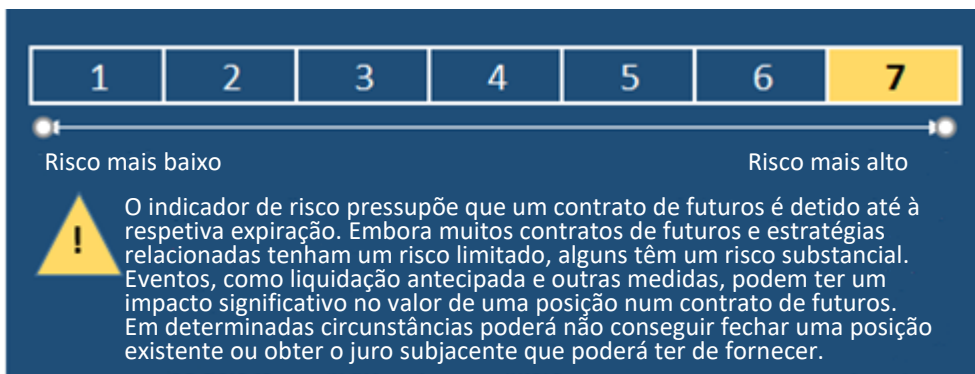 1 2 3 4 5 6 7
Risco mais baixo Risco mais alto
! O indicador de risco pressupõe que um contrato de futuros é detido até à
respetiva expiração. Embora muitos contratos de futuros e estratégias
relacionadas tenham um risco limitado, alguns têm um risco substancial.
Eventos, como liquidação antecipada e outras medidas, podem ter um
impacto significativo no valor de uma posição num contrato de futuros.
Em determinadas circunstâncias poderá não conseguir fechar uma posição
existente ou obter o juro subjacente que poderá ter de fornecer.